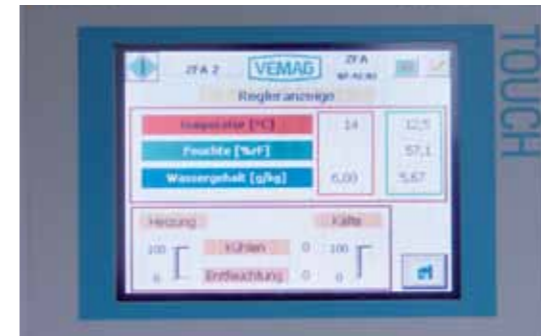 ZFA 2 VEMAG ZFA
Regleranzeige
Temperatur [°C] 14 12,5
Feuchte [%rF] 57,1
Wassergehalt [g/kg] 6,00 5,67
Heizung Kälte
100 Kühlen 0 100
0 Entfeuchtung 0 0
TOUCH